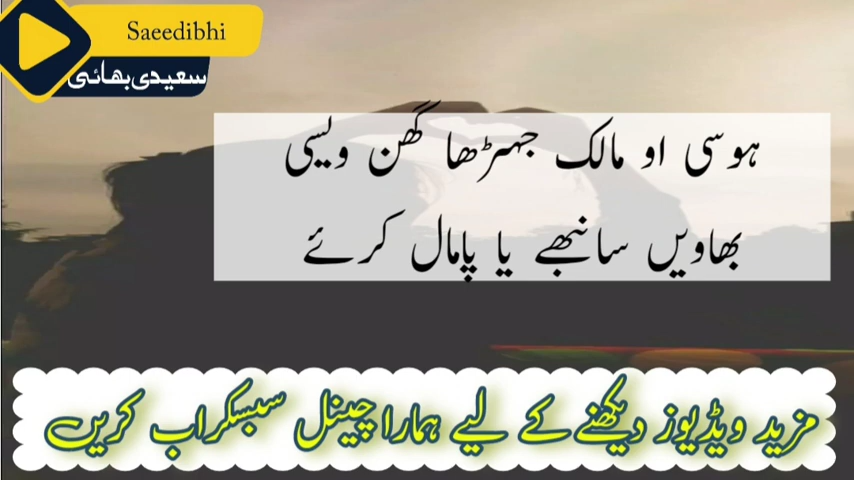 Saeedibhi
سعیدی بھائی
ہوسی او مالک جہڑھا گھن ویسی
بھاویں سانبھے یا پامال کرئے
مزید ویڈیوز دیکھنے کے لیے ہمارا چینل سبسکراب کریں